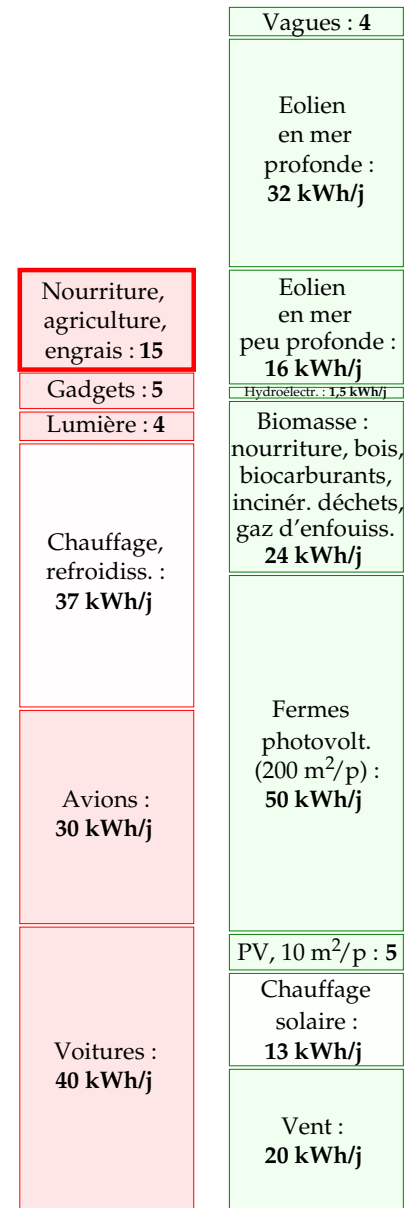 Nourriture,
agriculture,
engrais : 15
Gadgets : 5
Lumière : 4
Chauffage,
refroidiss. :
37 kWh/j
Avions :
30 kWh/j
Voitures :
40 kWh/j
Vagues : 4
Eolien
en mer
profonde :
32 kWh/j
Eolien
en mer
peu profonde :
16 kWh/j
Hydroélectr. : 1,5 kWh/j
Biomasse :
nourriture, bois,
biocarburants,
incinér. déchets,
gaz d’enfouiss.
24 kWh/j
Fermes
photovolt.
(200 m²/p) :
50 kWh/j
PV, 10 m²/p : 5
Chauffage
solaire :
13 kWh/j
Vent :
20 kWh/j